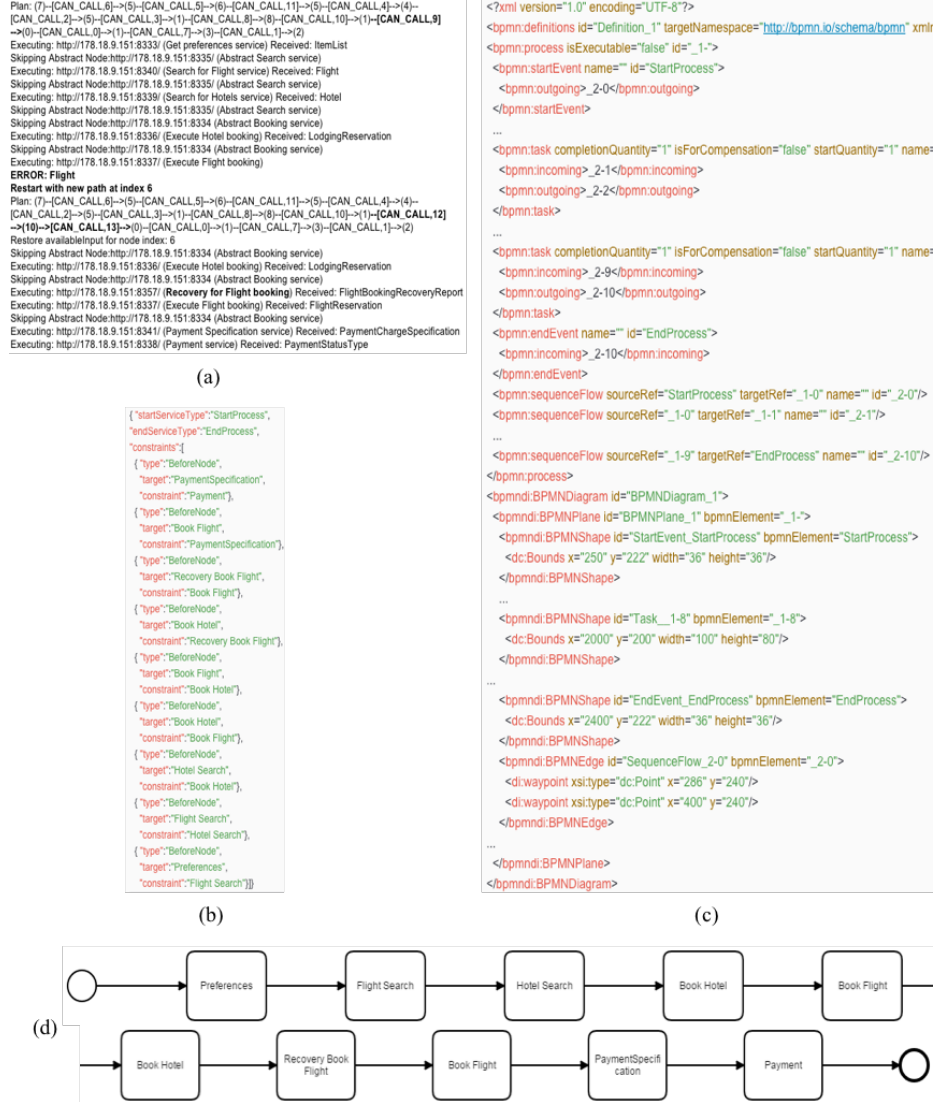 Plan: (7)--[CAN_CALL,6]-->(5)--[CAN_CALL,5]-->(6)--[CAN_CALL,11]-->(5)--[CAN_CALL,4]-->(4)--
[CAN_CALL,2]-->(5)--[CAN_CALL,3]-->(1)--[CAN_CALL,8]-->(8)--[CAN_CALL,10]-->(1)--[CAN_CALL,9]
-->(0)--[CAN_CALL,0]-->(1)--[CAN_CALL,7]-->(3)--[CAN_CALL,1]-->(2)
Executing: http://178.18.9.151:8333/ (Get preferences service) Received: ItemList
Skipping Abstract Node:http://178.18.9.151:8335/ (Abstract Search service)
Executing: http://178.18.9.151:8340/ (Search for Flight service) Received: Flight
Skipping Abstract Node:http://178.18.9.151:8335/ (Abstract Search service)
Executing: http://178.18.9.151:8339/ (Search for Hotels service) Received: Hotel
Skipping Abstract Node:http://178.18.9.151:8335/ (Abstract Search service)
Skipping Abstract Node:http://178.18.9.151:8334 (Abstract Booking service)
Executing: http://178.18.9.151:8336/ (Execute Hotel booking) Received: LodgingReservation
Skipping Abstract Node:http://178.18.9.151:8334 (Abstract Booking service)
Executing: http://178.18.9.151:8337/ (Execute Flight booking)
ERROR: Flight
Restart with new path at index 6
Plan: (7)--[CAN_CALL,6]-->(5)--[CAN_CALL,5]-->(6)--[CAN_CALL,11]-->(5)--[CAN_CALL,4]-->(4)--
[CAN_CALL,2]-->(5)--[CAN_CALL,3]-->(1)--[CAN_CALL,8]-->(8)--[CAN_CALL,10]-->(1)--[CAN_CALL,12]
-->(10)-->[CAN_CALL,13]-->(0)--[CAN_CALL,0]-->(1)--[CAN_CALL,7]-->(3)--[CAN_CALL,1]-->(2)
Restore availableInput for node index: 6
Skipping Abstract Node:http://178.18.9.151:8334 (Abstract Booking service)
Executing: http://178.18.9.151:8336/ (Execute Hotel booking) Received: LodgingReservation
Skipping Abstract Node:http://178.18.9.151:8334 (Abstract Booking service)
Executing: http://178.18.9.151:8357/ (Recovery for Flight booking) Received: FlightBookingRecoveryReport
Executing: http://178.18.9.151:8337/ (Execute Flight booking) Received: FlightReservation
Skipping Abstract Node:http://178.18.9.151:8334 (Abstract Booking service)
Executing: http://178.18.9.151:8341/ (Payment Specification service) Received: PaymentChargeSpecification
Executing: http://178.18.9.151:8338/ (Payment service) Received: PaymentStatusType
(a)
{ "startServiceType":"StartProcess",
"endServiceType":"EndProcess",
"constraints":[
{ "type":"BeforeNode",
"target":"PaymentSpecification",
"constraint":"Payment"},
{ "type":"BeforeNode",
"target":"Book Flight",
"constraint":"PaymentSpecification"},
{ "type":"BeforeNode",
"target":"Recovery Book Flight",
"constraint":"Book Flight"},
{ "type":"BeforeNode",
"target":"Book Hotel",
"constraint":"Recovery Book Flight"},
{ "type":"BeforeNode",
"target":"Book Flight",
"constraint":"Book Hotel"},
{ "type":"BeforeNode",
"target":"Book Hotel",
"constraint":"Book Flight"},
{ "type":"BeforeNode",
"target":"Hotel Search",
"constraint":"Book Hotel"},
{ "type":"BeforeNode",
"target":"Flight Search",
"constraint":"Hotel Search"},
{ "type":"BeforeNode",
"target":"Preferences",
"constraint":"Flight Search"}]}
(b)
<?xml version="1.0" encoding="UTF-8"?>
<bpmn:definitions id="Definition_1" targetNamespace="http://bpmn.io/schema/bpmn" xmln
<bpmn:process isExecutable="false" id="_1-">
<bpmn:startEvent name="" id="StartProcess">
<bpmn:outgoing>_2-0</bpmn:outgoing>
</bpmn:startEvent>
...
<bpmn:task completionQuantity="1" isForCompensation="false" startQuantity="1" name=
<bpmn:incoming>_2-1</bpmn:incoming>
<bpmn:outgoing>_2-2</bpmn:outgoing>
</bpmn:task>
...
<bpmn:task completionQuantity="1" isForCompensation="false" startQuantity="1" name=
<bpmn:incoming>_2-9</bpmn:incoming>
<bpmn:outgoing>_2-10</bpmn:outgoing>
</bpmn:task>
<bpmn:endEvent name="" id="EndProcess">
<bpmn:incoming>_2-10</bpmn:incoming>
</bpmn:endEvent>
<bpmn:sequenceFlow sourceRef="StartProcess" targetRef="_1-0" name="" id="_2-0"/>
<bpmn:sequenceFlow sourceRef="_1-0" targetRef="_1-1" name="" id="_2-1"/>
...
<bpmn:sequenceFlow sourceRef="_1-9" targetRef="EndProcess" name="" id="_2-10"/>
</bpmn:process>
<bpmndi:BPMNDiagram id="BPMNDiagram_1">
<bpmndi:BPMNPlane id="BPMNPlane_1" bpmnElement="_1-">
<bpmndi:BPMNShape id="StartEvent_StartProcess" bpmnElement="StartProcess">
<dc:Bounds x="250" y="222" width="36" height="36"/>
</bpmndi:BPMNShape>
...
<bpmndi:BPMNShape id="Task__1-8" bpmnElement="_1-8">
<dc:Bounds x="2000" y="200" width="100" height="80"/>
</bpmndi:BPMNShape>
...
<bpmndi:BPMNShape id="EndEvent_EndProcess" bpmnElement="EndProcess">
<dc:Bounds x="2400" y="222" width="36" height="36"/>
</bpmndi:BPMNShape>
<bpmndi:BPMNEdge id="SequenceFlow_2-0" bpmnElement="_2-0">
<di:waypoint xsi:type="dc:Point" x="286" y="240"/>
<di:waypoint xsi:type="dc:Point" x="400" y="240"/>
</bpmndi:BPMNEdge>
...
</bpmndi:BPMNPlane>
</bpmndi:BPMNDiagram>
(c)
(d)
Preferences
Flight Search
Hotel Search
Book Hotel
Book Flight
Book Hotel
Recovery Book
Flight
Book Flight
PaymentSpecifi
cation
Payment